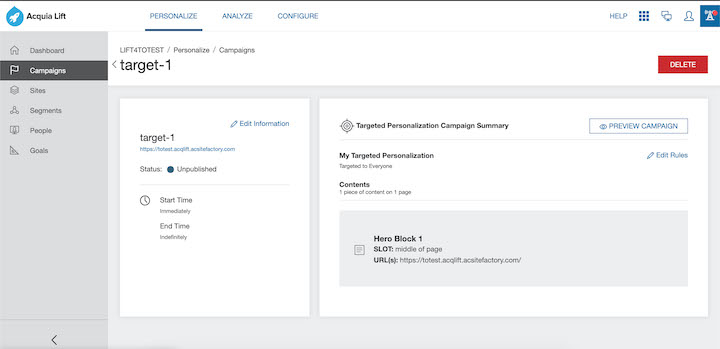 Acquia Lift
PERSONALIZE
ANALYZE
CONFIGURE
HELP
Dashboard
Campaigns
Sites
Segments
People
Goals
LIFT4TOTEST / Personalize / Campaigns
target-1
DELETE
Edit Information
target-1
https://totest.acqlift.acsitefactory.com
Status: Unpublished
Start Time
Immediately
End Time
Indefinitely
Targeted Personalization Campaign Summary
PREVIEW CAMPAIGN
My Targeted Personalization
Edit Rules
Targeted to Everyone
Contents
1 piece of content on 1 page
Hero Block 1
SLOT: middle of page
URL(s): https://totest.acqlift.acsitefactory.com/